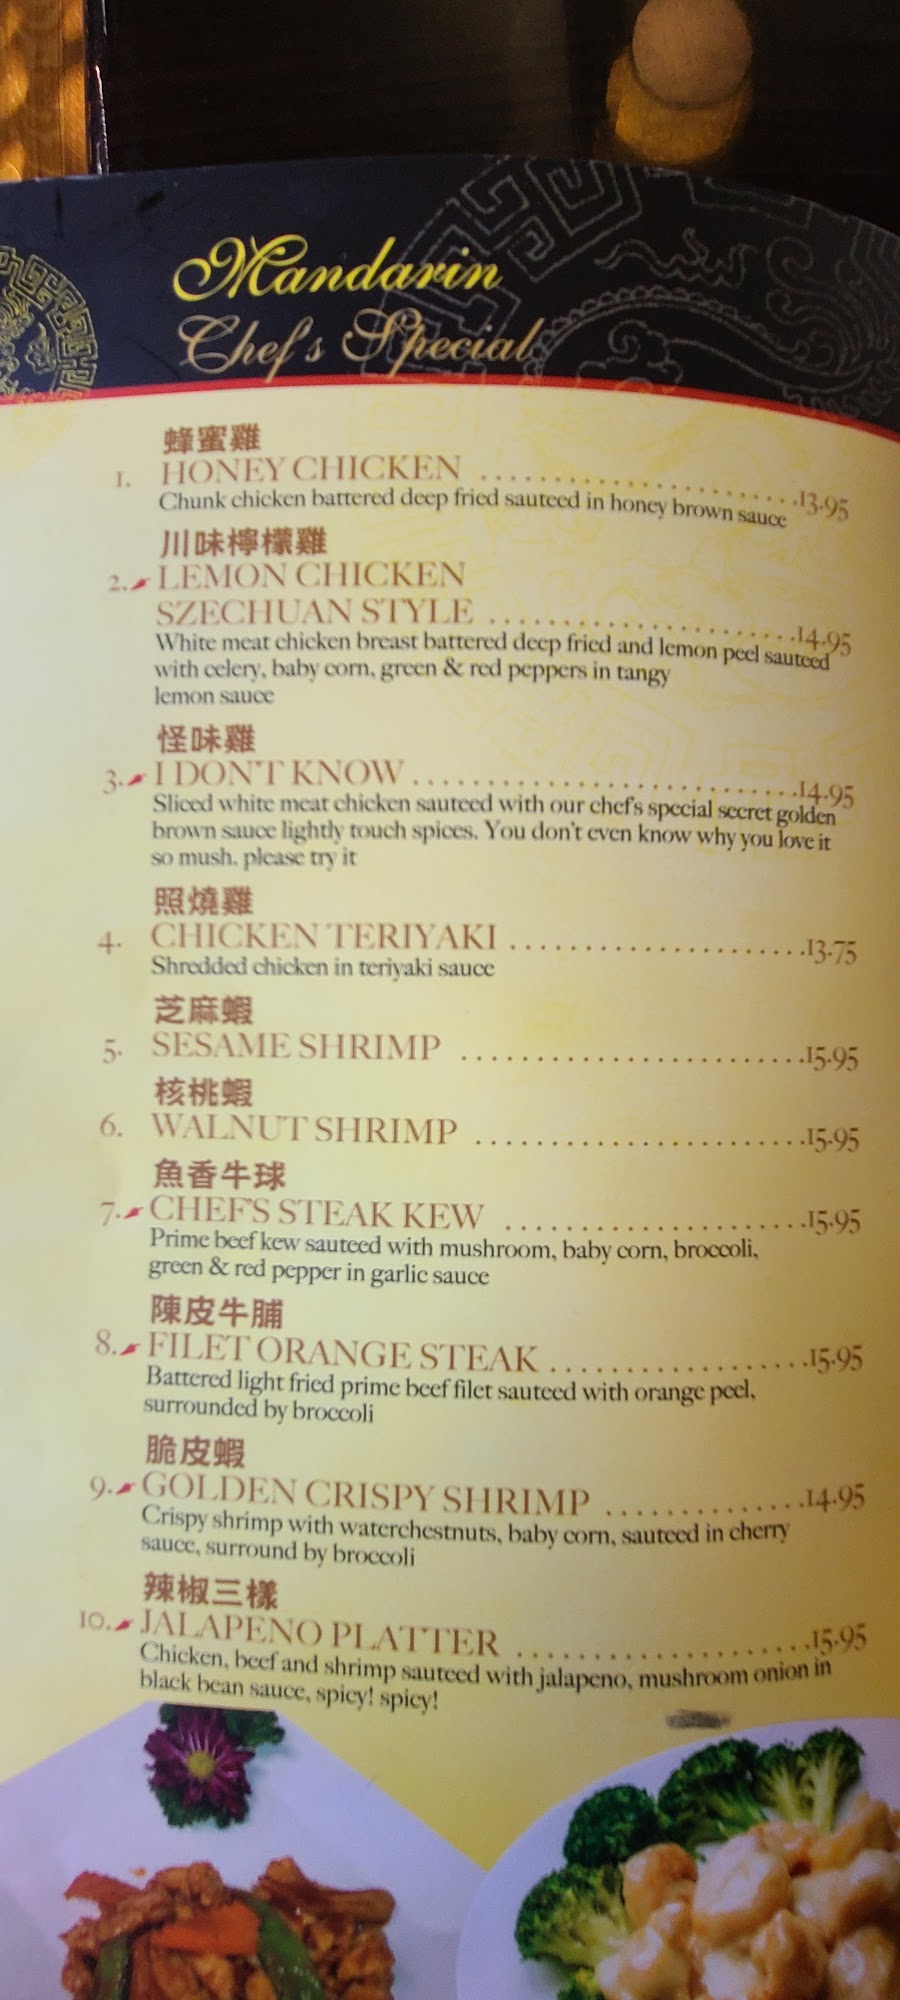 Mandarin
Chef's Special
蜂蜜雞
1. HONEY CHICKEN ........................13.95
Chunk chicken battered deep fried sauteed in honey brown sauce
川味檸檬雞
2. LEMON CHICKEN
SZECHUAN STYLE ........................14.95
White meat chicken breast battered deep fried and lemon peel sauteed
with celery, baby corn, green & red peppers in tangy
lemon sauce
怪味雞
3. I DON'T KNOW ..............................14.95
Sliced white meat chicken sauteed with our chef's special secret golden
brown sauce lightly touch spices. You don't even know why you love it
so mush. please try it
照燒雞
4. CHICKEN TERIYAKI .......................13.75
Shredded chicken in teriyaki sauce
芝麻蝦
5. SESAME SHRIMP ..........................15.95
核桃蝦
6. WALNUT SHRIMP .........................15.95
魚香牛球
7. CHEF'S STEAK KEW .......................15.95
Prime beef kew sauteed with mushroom, baby corn, broccoli,
green & red pepper in garlic sauce
陳皮牛脯
8. FILET ORANGE STEAK ....................15.95
Battered light fried prime beef filet sauteed with orange peel,
surrounded by broccoli
脆皮蝦
9. GOLDEN CRISPY SHRIMP ...............14.95
Crispy shrimp with waterchestnuts, baby corn, sauteed in cherry
sauce, surround by broccoli
辣椒三樣
10. JALAPENO PLATTER ......................15.95
Chicken, beef and shrimp sauteed with jalapeno, mushroom onion in
black bean sauce, spicy! spicy!